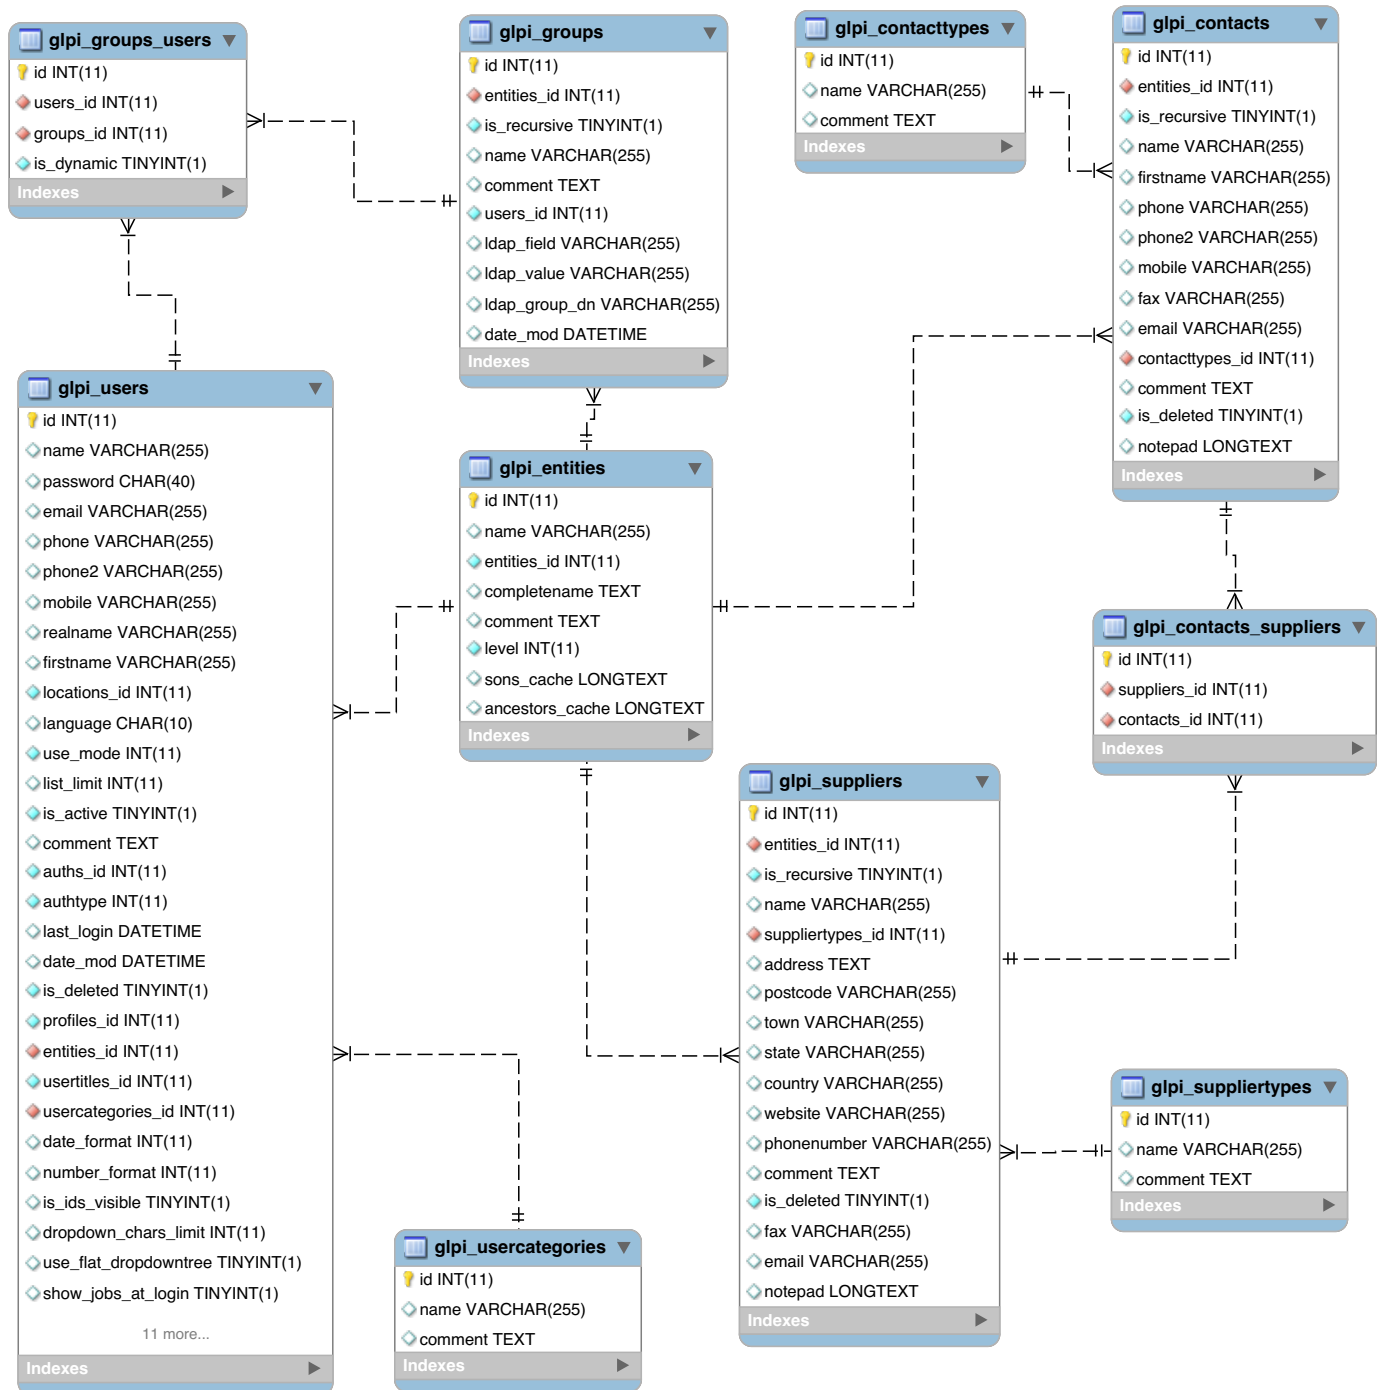 glpi_groups_users
id INT(11)
users_id INT(11)
groups_id INT(11)
is_dynamic TINYINT(1)
Indexes
glpi_groups
id INT(11)
entities_id INT(11)
is_recursive TINYINT(1)
name VARCHAR(255)
comment TEXT
users_id INT(11)
ldap_field VARCHAR(255)
ldap_value VARCHAR(255)
ldap_group_dn VARCHAR(255)
date_mod DATETIME
Indexes
glpi_contacttypes
id INT(11)
name VARCHAR(255)
comment TEXT
Indexes
glpi_contacts
id INT(11)
entities_id INT(11)
is_recursive TINYINT(1)
name VARCHAR(255)
firstname VARCHAR(255)
phone VARCHAR(255)
phone2 VARCHAR(255)
mobile VARCHAR(255)
fax VARCHAR(255)
email VARCHAR(255)
contacttypes_id INT(11)
comment TEXT
is_deleted TINYINT(1)
notepad LONGTEXT
Indexes
glpi_users
id INT(11)
name VARCHAR(255)
password CHAR(40)
email VARCHAR(255)
phone VARCHAR(255)
phone2 VARCHAR(255)
mobile VARCHAR(255)
realname VARCHAR(255)
firstname VARCHAR(255)
locations_id INT(11)
language CHAR(10)
use_mode INT(11)
list_limit INT(11)
is_active TINYINT(1)
comment TEXT
auths_id INT(11)
authtype INT(11)
last_login DATETIME
date_mod DATETIME
is_deleted TINYINT(1)
profiles_id INT(11)
entities_id INT(11)
usertitles_id INT(11)
usercategories_id INT(11)
date_format INT(11)
number_format INT(11)
is_ids_visible TINYINT(1)
dropdown_chars_limit INT(11)
use_flat_dropdowntree TINYINT(1)
show_jobs_at_login TINYINT(1)
11 more...
Indexes
glpi_entities
id INT(11)
name VARCHAR(255)
entities_id INT(11)
completename TEXT
comment TEXT
level INT(11)
sons_cache LONGTEXT
ancestors_cache LONGTEXT
Indexes
glpi_contacts_suppliers
id INT(11)
suppliers_id INT(11)
contacts_id INT(11)
Indexes
glpi_suppliers
id INT(11)
entities_id INT(11)
is_recursive TINYINT(1)
name VARCHAR(255)
suppliertypes_id INT(11)
address TEXT
postcode VARCHAR(255)
town VARCHAR(255)
state VARCHAR(255)
country VARCHAR(255)
website VARCHAR(255)
phonenumber VARCHAR(255)
comment TEXT
is_deleted TINYINT(1)
fax VARCHAR(255)
email VARCHAR(255)
notepad LONGTEXT
Indexes
glpi_suppliertypes
id INT(11)
name VARCHAR(255)
comment TEXT
Indexes
glpi_usercategories
id INT(11)
name VARCHAR(255)
comment TEXT
Indexes